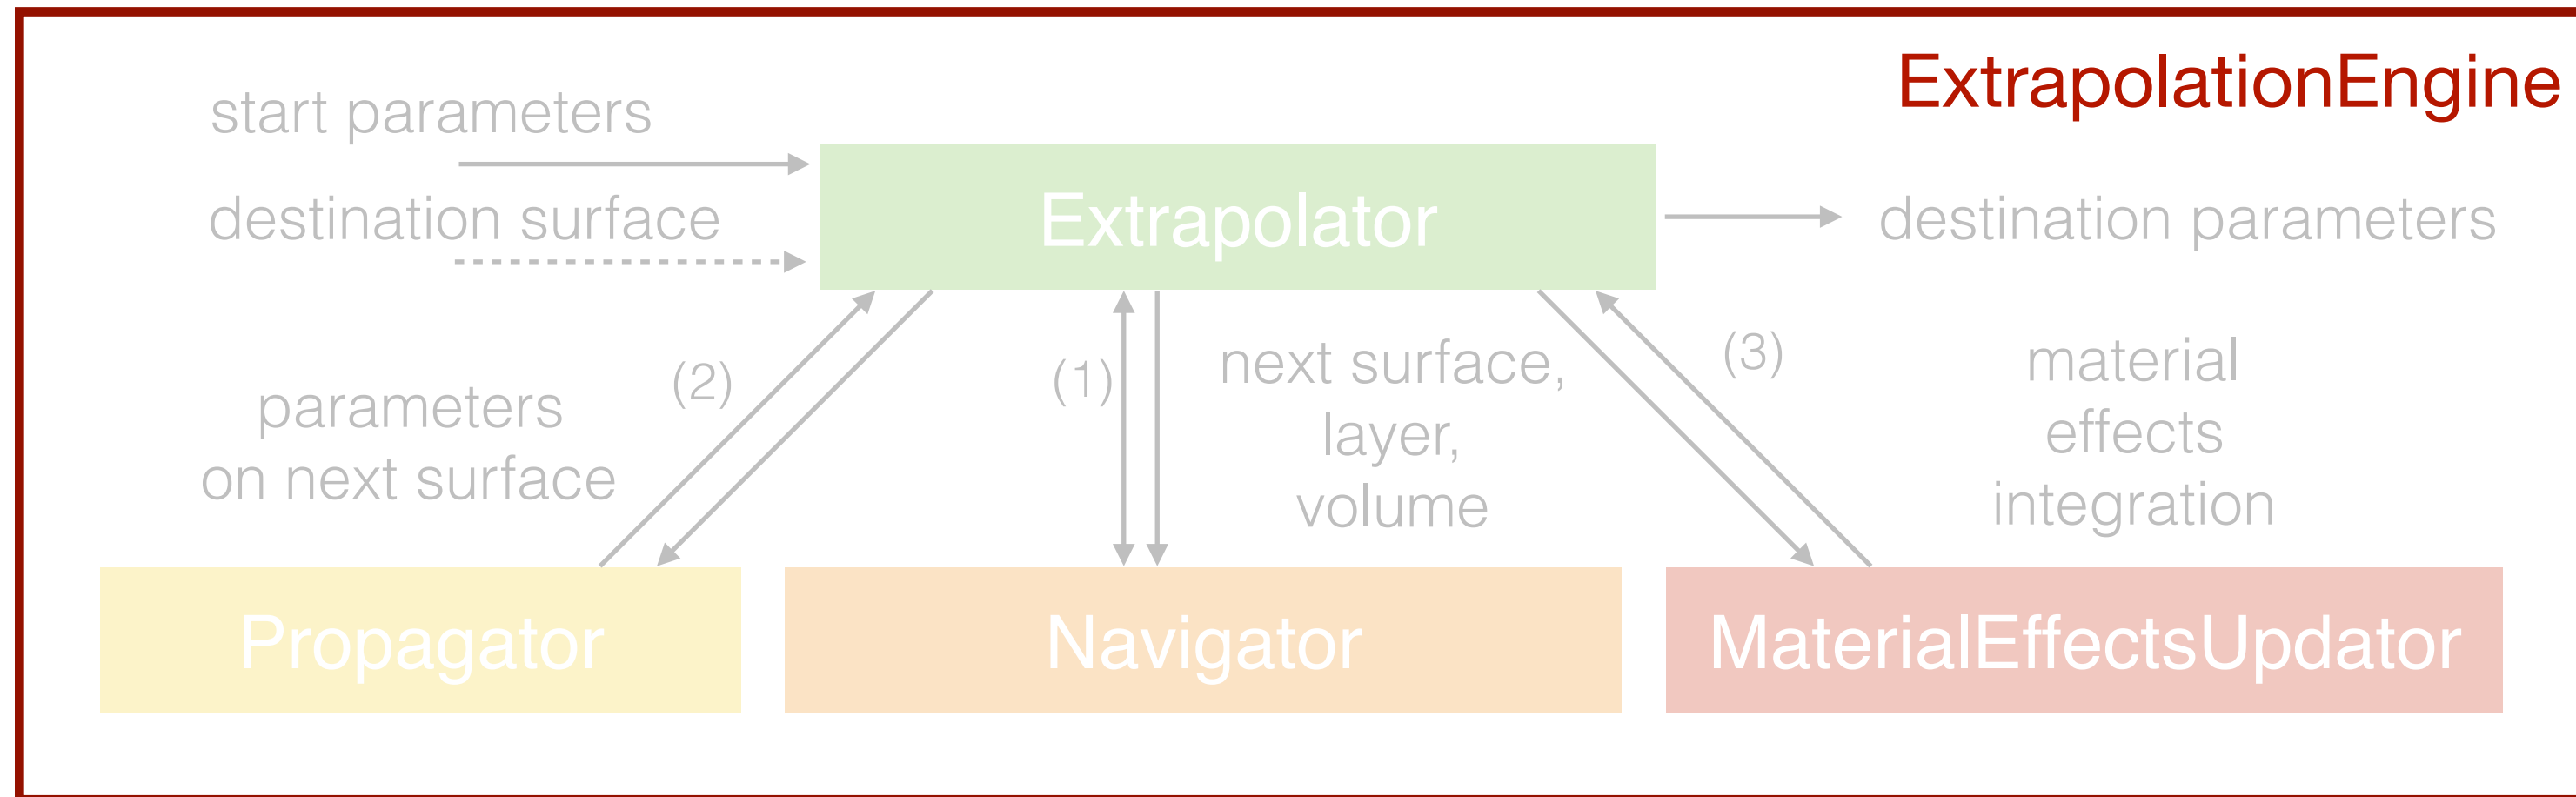 ExtrapolationEngine
start parameters
destination surface
Extrapolator
destination parameters
(2)
parameters
on next surface
(1)
next surface,
layer,
volume
(3)
material
effects
integration
Propagator
Navigator
MaterialEffectsUpdator